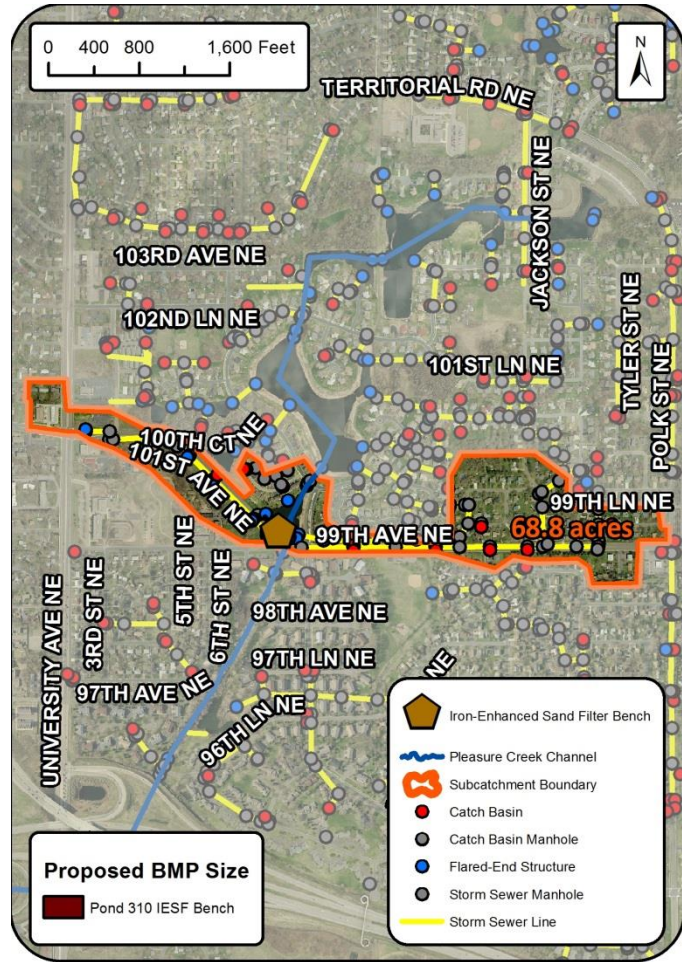 0 400 800 1,600 Feet
N
TERRITORIAL RD NE
JACKSON ST NE
103RD AVE NE
102ND LN NE
101ST LN NE
TYLER ST NE
POLK ST NE
100TH CT NE
101ST AVE NE
99TH LN NE
68.8 acres
99TH AVE NE
5TH ST NE
6TH ST NE
3RD ST NE
UNIVERSITY AVE NE
98TH AVE NE
97TH LN NE
97TH AVE NE
96TH LN NE
NE
Iron-Enhanced Sand Filter Bench
Pleasure Creek Channel
Subcatchment Boundary
Catch Basin
Catch Basin Manhole
Flared-End Structure
Storm Sewer Manhole
Storm Sewer Line
Proposed BMP Size
Pond 310 IESF Bench